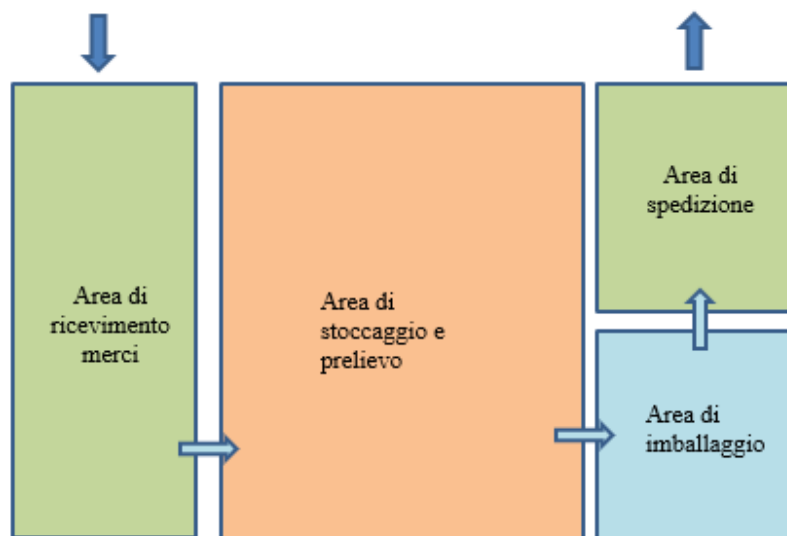 Area di
ricevimento
merci
Area di
stoccaggio e
prelievo
Area di
spedizione
Area di
imballaggio